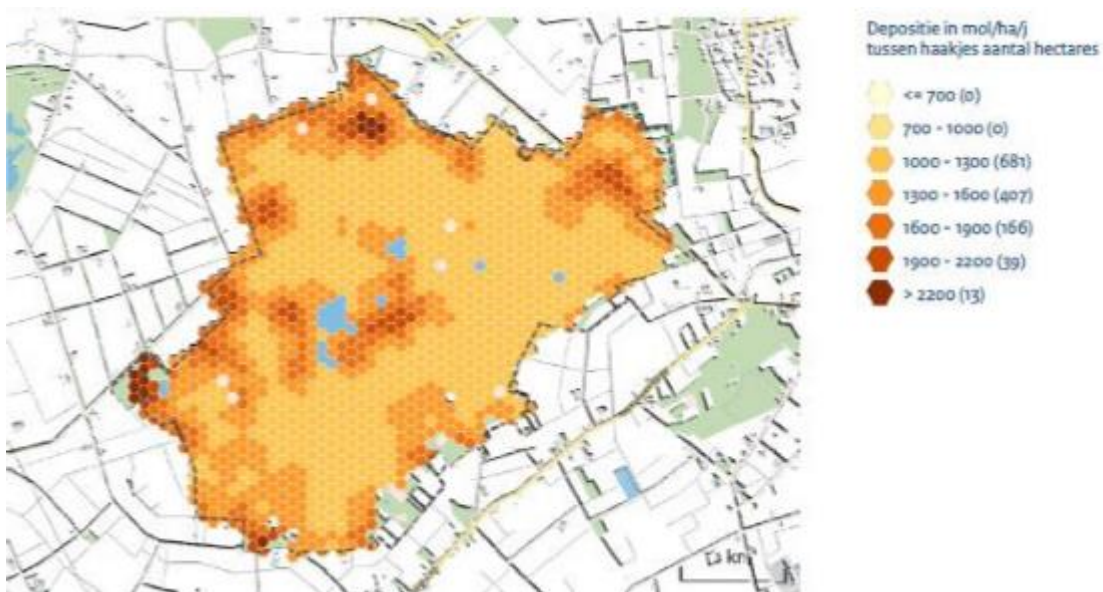 Depositie in mol/ha/j
tussen haakjes aantal hectares
<= 700 (0)
700 - 1000 (0)
1000 - 1300 (681)
1300 - 1600 (407)
1600 - 1900 (166)
1900 - 2200 (39)
> 2200 (13)
km